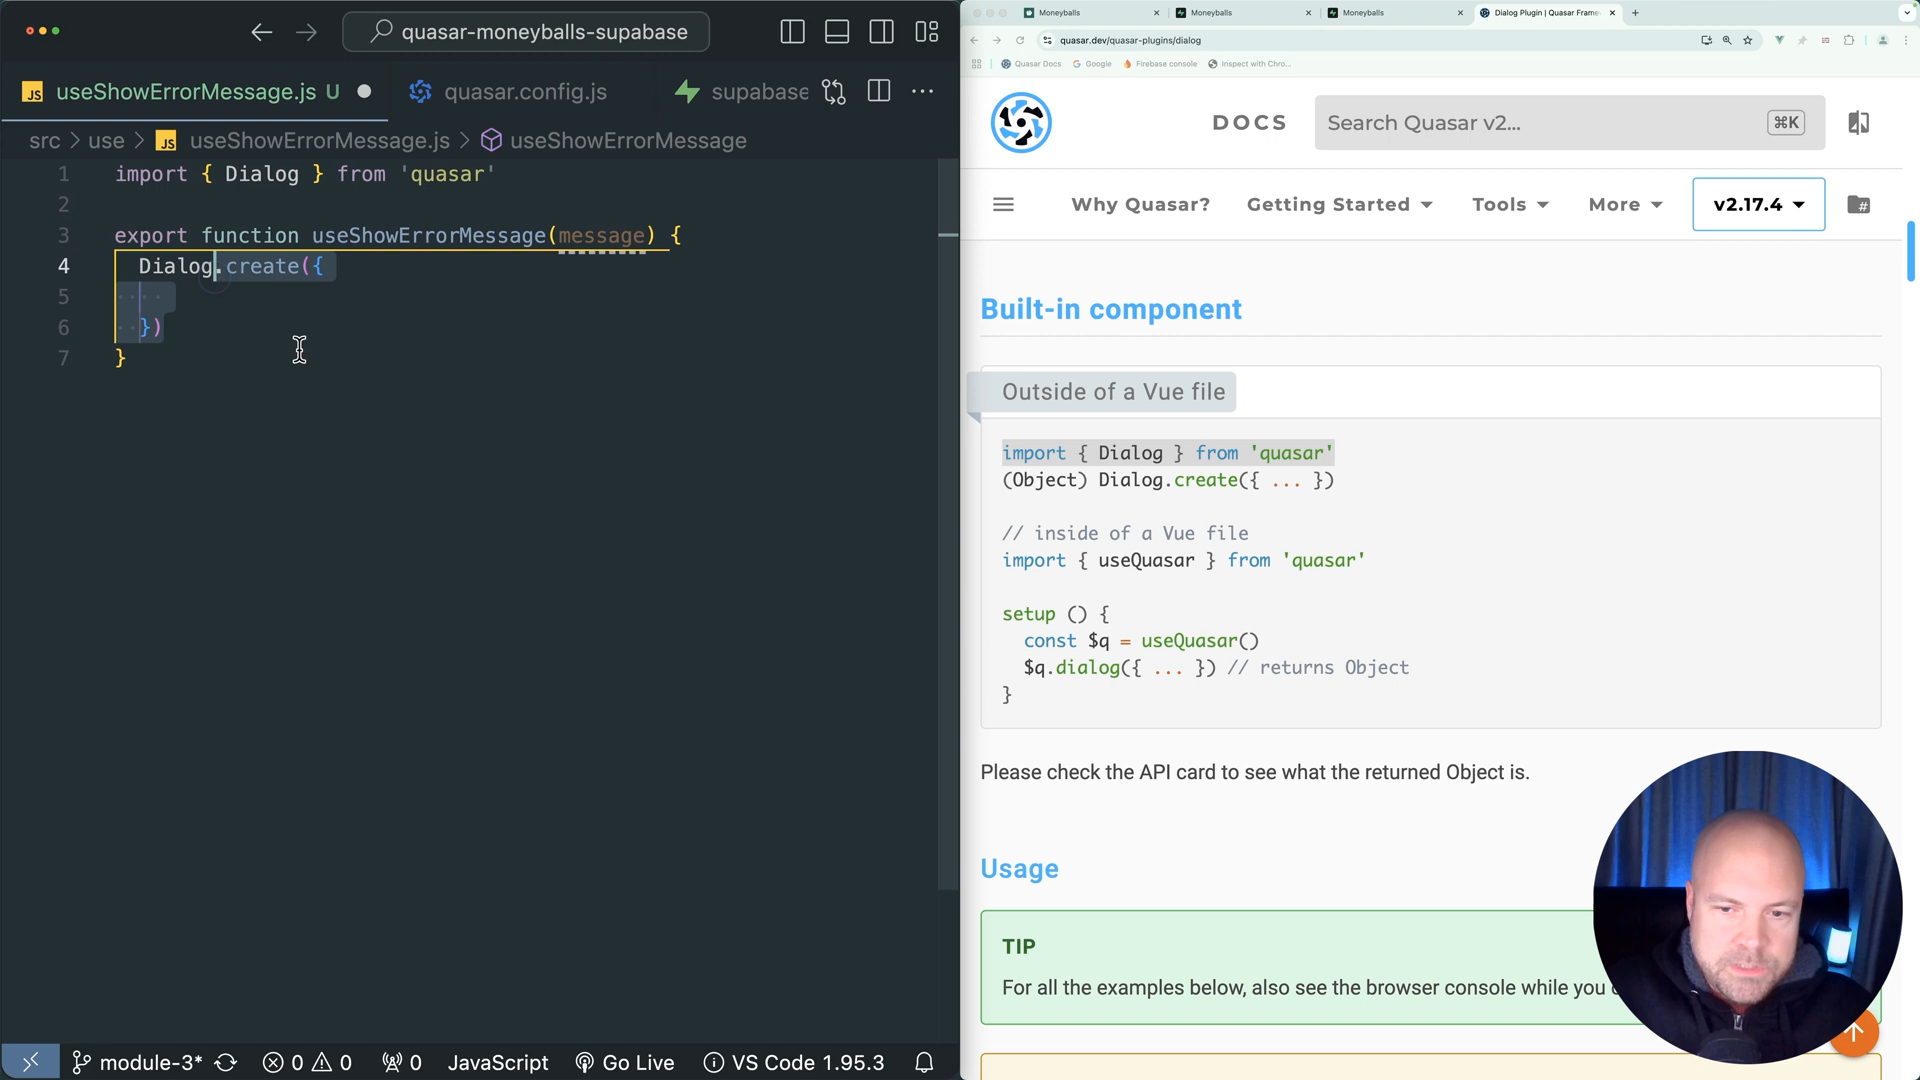 quasar-moneyballs-supabase
useShowErrorMessage.js U
quasar.config.js
supabase
src > use > useShowErrorMessage.js > useShowErrorMessage
1 import { Dialog } from 'quasar'
2
3 export function useShowErrorMessage(message) {
4 Dialog.create({
5
6 })
7 }
module-3*
0 0
0
JavaScript
Go Live
VS Code 1.95.3
Moneyballs
Moneyballs
Moneyballs
Dialog Plugin | Quasar Frame
quasar.dev/quasar-plugins/dialog
Quasar Docs
Google
Firebase console
Inspect with Chro...
DOCS
Search Quasar v2...
⌘K
Why Quasar?
Getting Started
Tools
More
v2.17.4
Built-in component
Outside of a Vue file
import { Dialog } from 'quasar'
(Object) Dialog.create({ ... })
// inside of a Vue file
import { useQuasar } from 'quasar'
setup () {
const $q = useQuasar()
$q.dialog({ ... }) // returns Object
}
Please check the API card to see what the returned Object is.
Usage
TIP
For all the examples below, also see the browser console while you